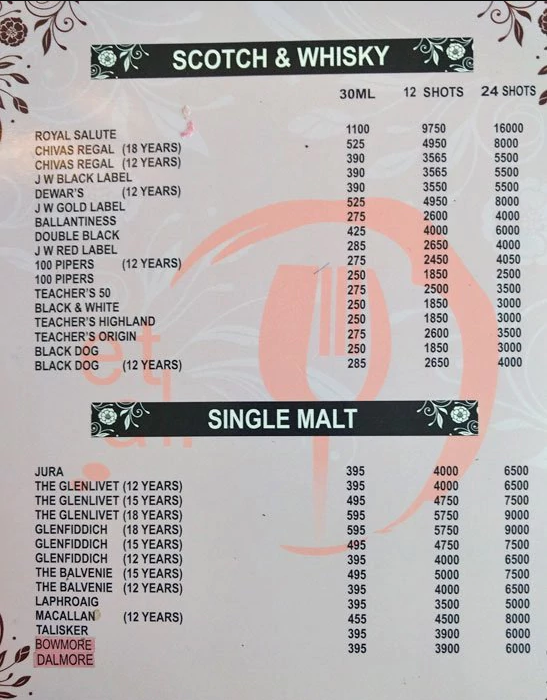 SCOTCH & WHISKY
30ML 12 SHOTS 24 SHOTS
ROYAL SALUTE 1100 9750 16000
CHIVAS REGAL (18 YEARS) 525 4950 8000
CHIVAS REGAL (12 YEARS) 390 3565 5500
J W BLACK LABEL 390 3565 5500
DEWAR'S (12 YEARS) 390 3550 5500
J W GOLD LABEL 525 4950 8000
BALLANTINESS 275 2600 4000
DOUBLE BLACK 425 4000 6000
J W RED LABEL 285 2650 4000
100 PIPERS (12 YEARS) 275 2450 4050
100 PIPERS 250 1850 2500
TEACHER'S 50 275 2500 3500
BLACK & WHITE 250 1850 3000
TEACHER'S HIGHLAND 250 1850 3000
TEACHER'S ORIGIN 275 2600 3500
BLACK DOG 250 1850 3000
BLACK DOG (12 YEARS) 285 2650 4000
et
al
SINGLE MALT
JURA 395 4000 6500
THE GLENLIVET (12 YEARS) 395 4000 6500
THE GLENLIVET (15 YEARS) 495 4750 7500
THE GLENLIVET (18 YEARS) 595 5750 9000
GLENFIDDICH (18 YEARS) 595 5750 9000
GLENFIDDICH (15 YEARS) 495 4750 7500
GLENFIDDICH (12 YEARS) 395 4000 6500
THE BALVENIE (15 YEARS) 495 5000 7500
THE BALVENIE (12 YEARS) 395 4000 6500
LAPHROAIG 395 3500 5000
MACALLAN (12 YEARS) 455 4500 8000
TALISKER 395 3900 6000
BOWMORE 395 3900 6000
DALMORE